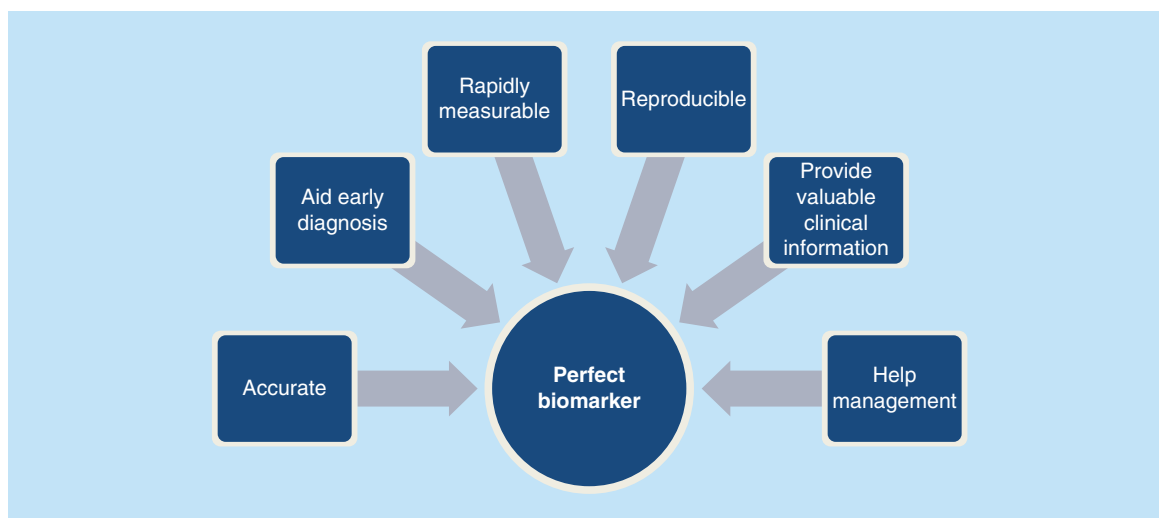 Rapidly
measurable
Reproducible
Aid early
diagnosis
Provide
valuable
clinical
information
Accurate
Perfect
biomarker
Help
management